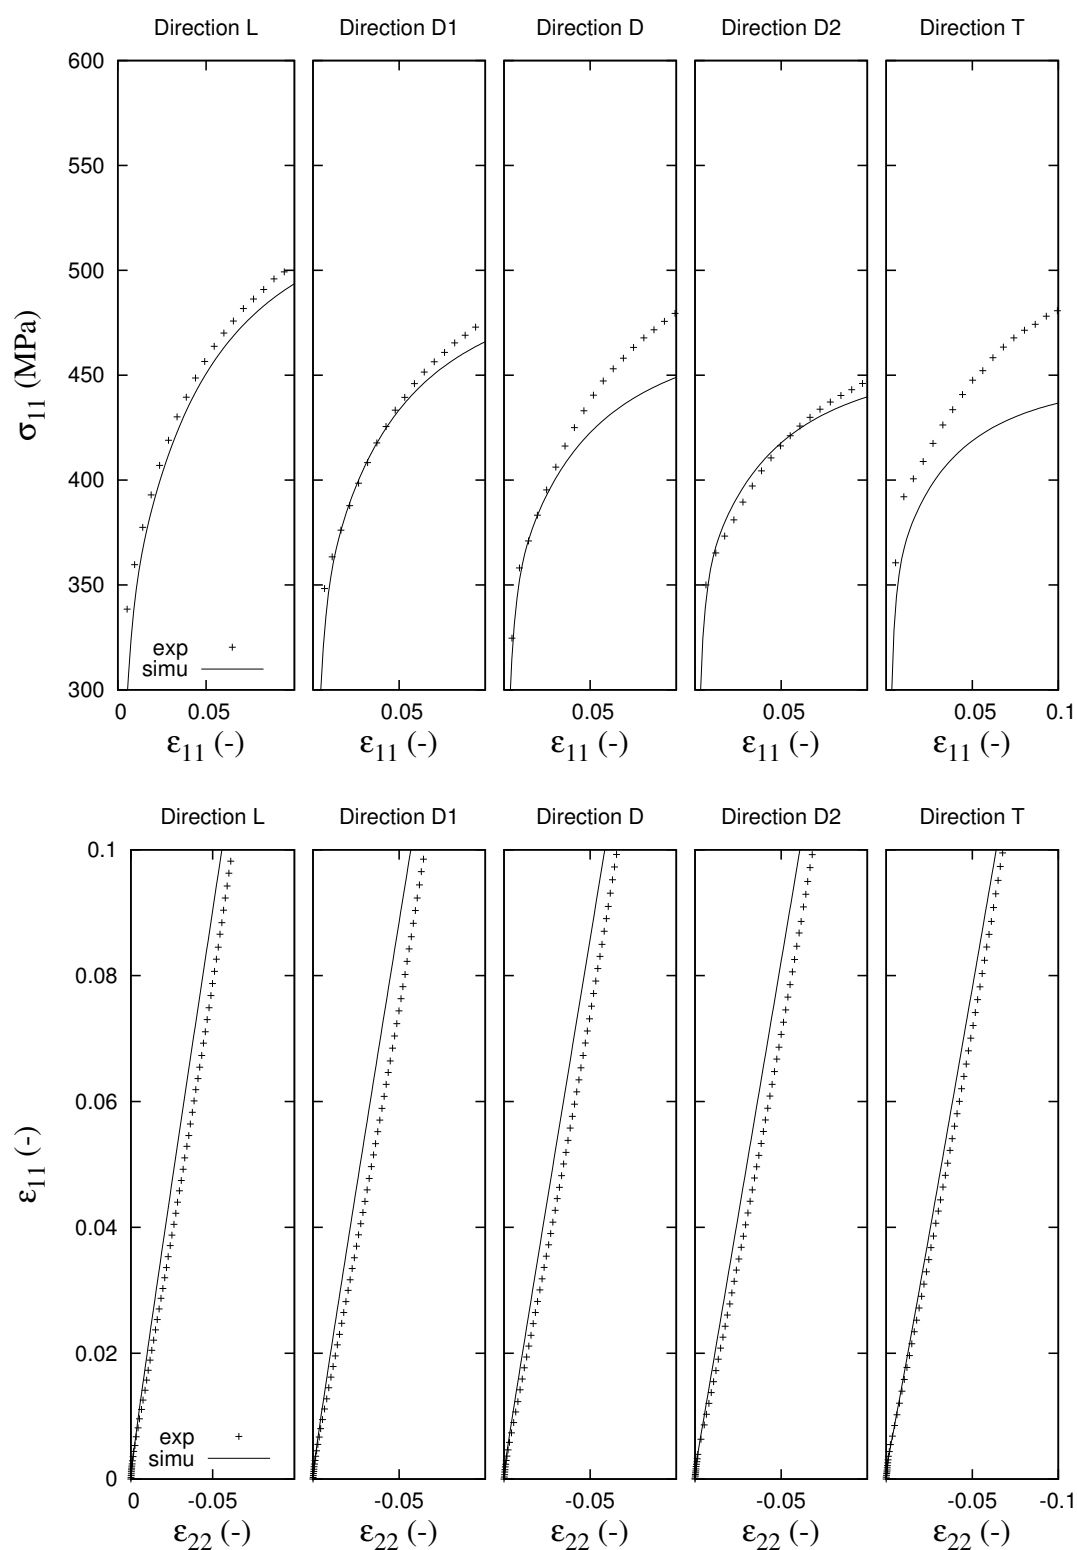 Direction L Direction D1 Direction D Direction D2 Direction T
600
550
500
450
400
350
300
σ11 (MPa)
exp
simu
0 0.05 0.05 0.05 0.05 0.05 0.1
ε11 (-) ε11 (-) ε11 (-) ε11 (-) ε11 (-)
Direction L Direction D1 Direction D Direction D2 Direction T
0.1
0.08
0.06
0.04
0.02
0
ε11 (-)
exp
simu
0 -0.05 -0.05 -0.05 -0.05 -0.05 -0.1
ε22 (-) ε22 (-) ε22 (-) ε22 (-) ε22 (-)